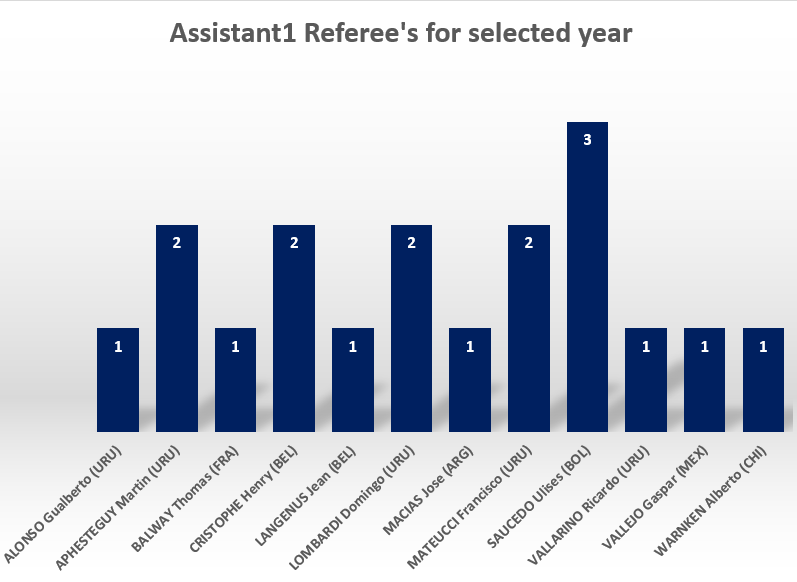 Assistant1 Referee's for selected year
1
2
1
2
1
2
1
2
3
1
1
1
ALONSO Gualberto (URU)
APHESTEGUY Martin (URU)
BALWAY Thomas (FRA)
CRISTOPHE Henry (BEL)
LANGENUS Jean (BEL)
LOMBARDI Domingo (URU)
MACIAS Jose (ARG)
MATEUCCI Francisco (URU)
SAUCEDO Ulises (BOL)
VALLARINO Ricardo (URU)
VALLEJO Gaspar (MEX)
WARNKEN Alberto (CHI)